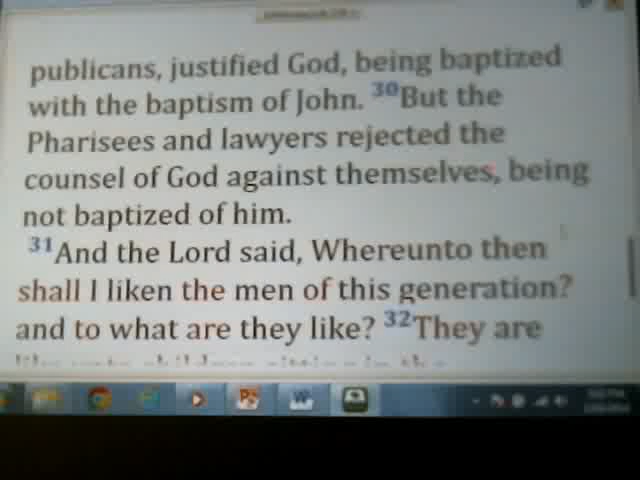 publicans, justified God, being baptized
with the baptism of John. 30But the
Pharisees and lawyers rejected the
counsel of God against themselves, being
not baptized of him.
31And the Lord said, Whereunto then
shall I liken the men of this generation?
and to what are they like? 32They are